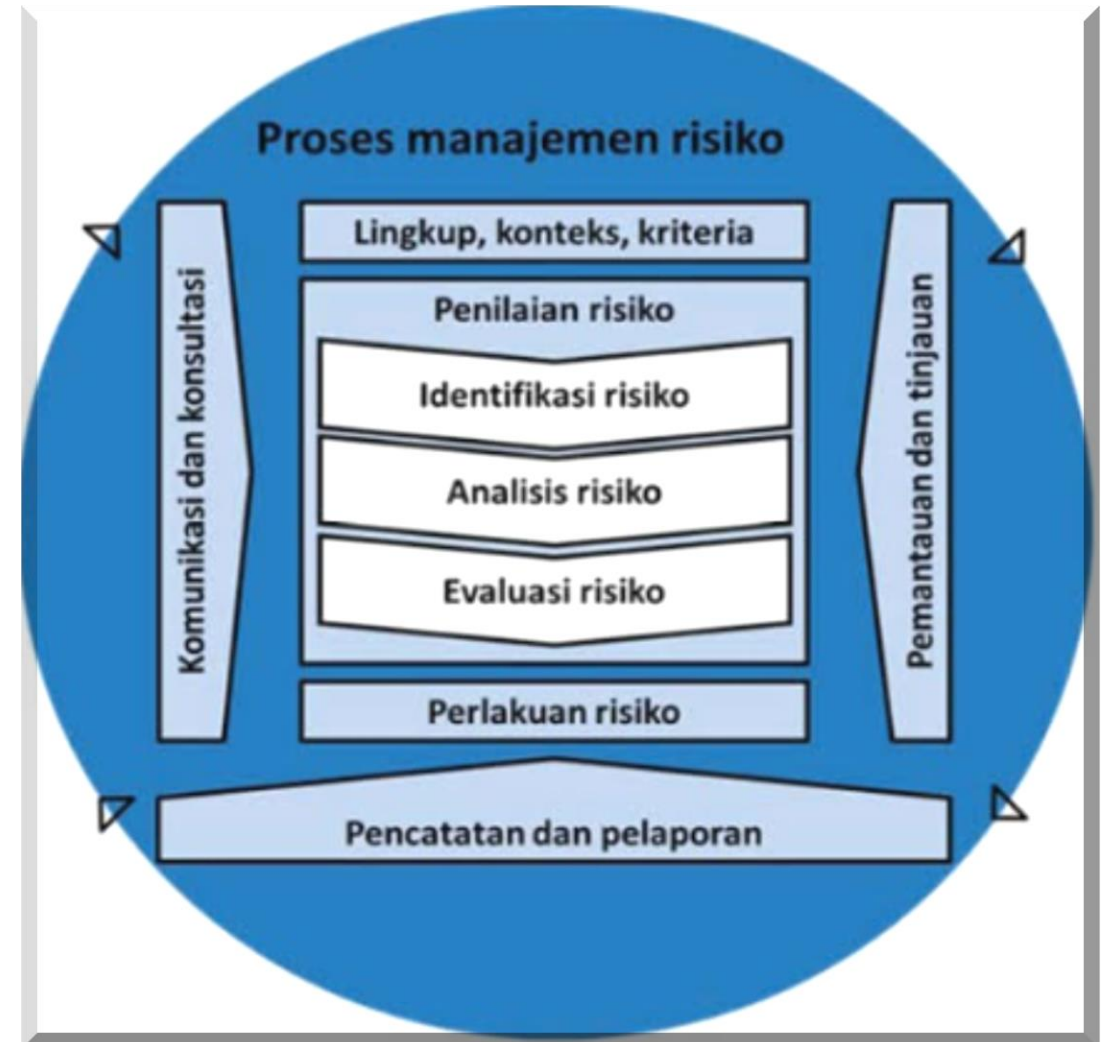 Proses manajemen risiko
Lingkup, konteks, kriteria
Komunikasi dan konsultasi
Penilaian risiko
Identifikasi risiko
Analisis risiko
Evaluasi risiko
Pemantauan dan tinjauan
Perlakuan risiko
Pencatatan dan pelaporan